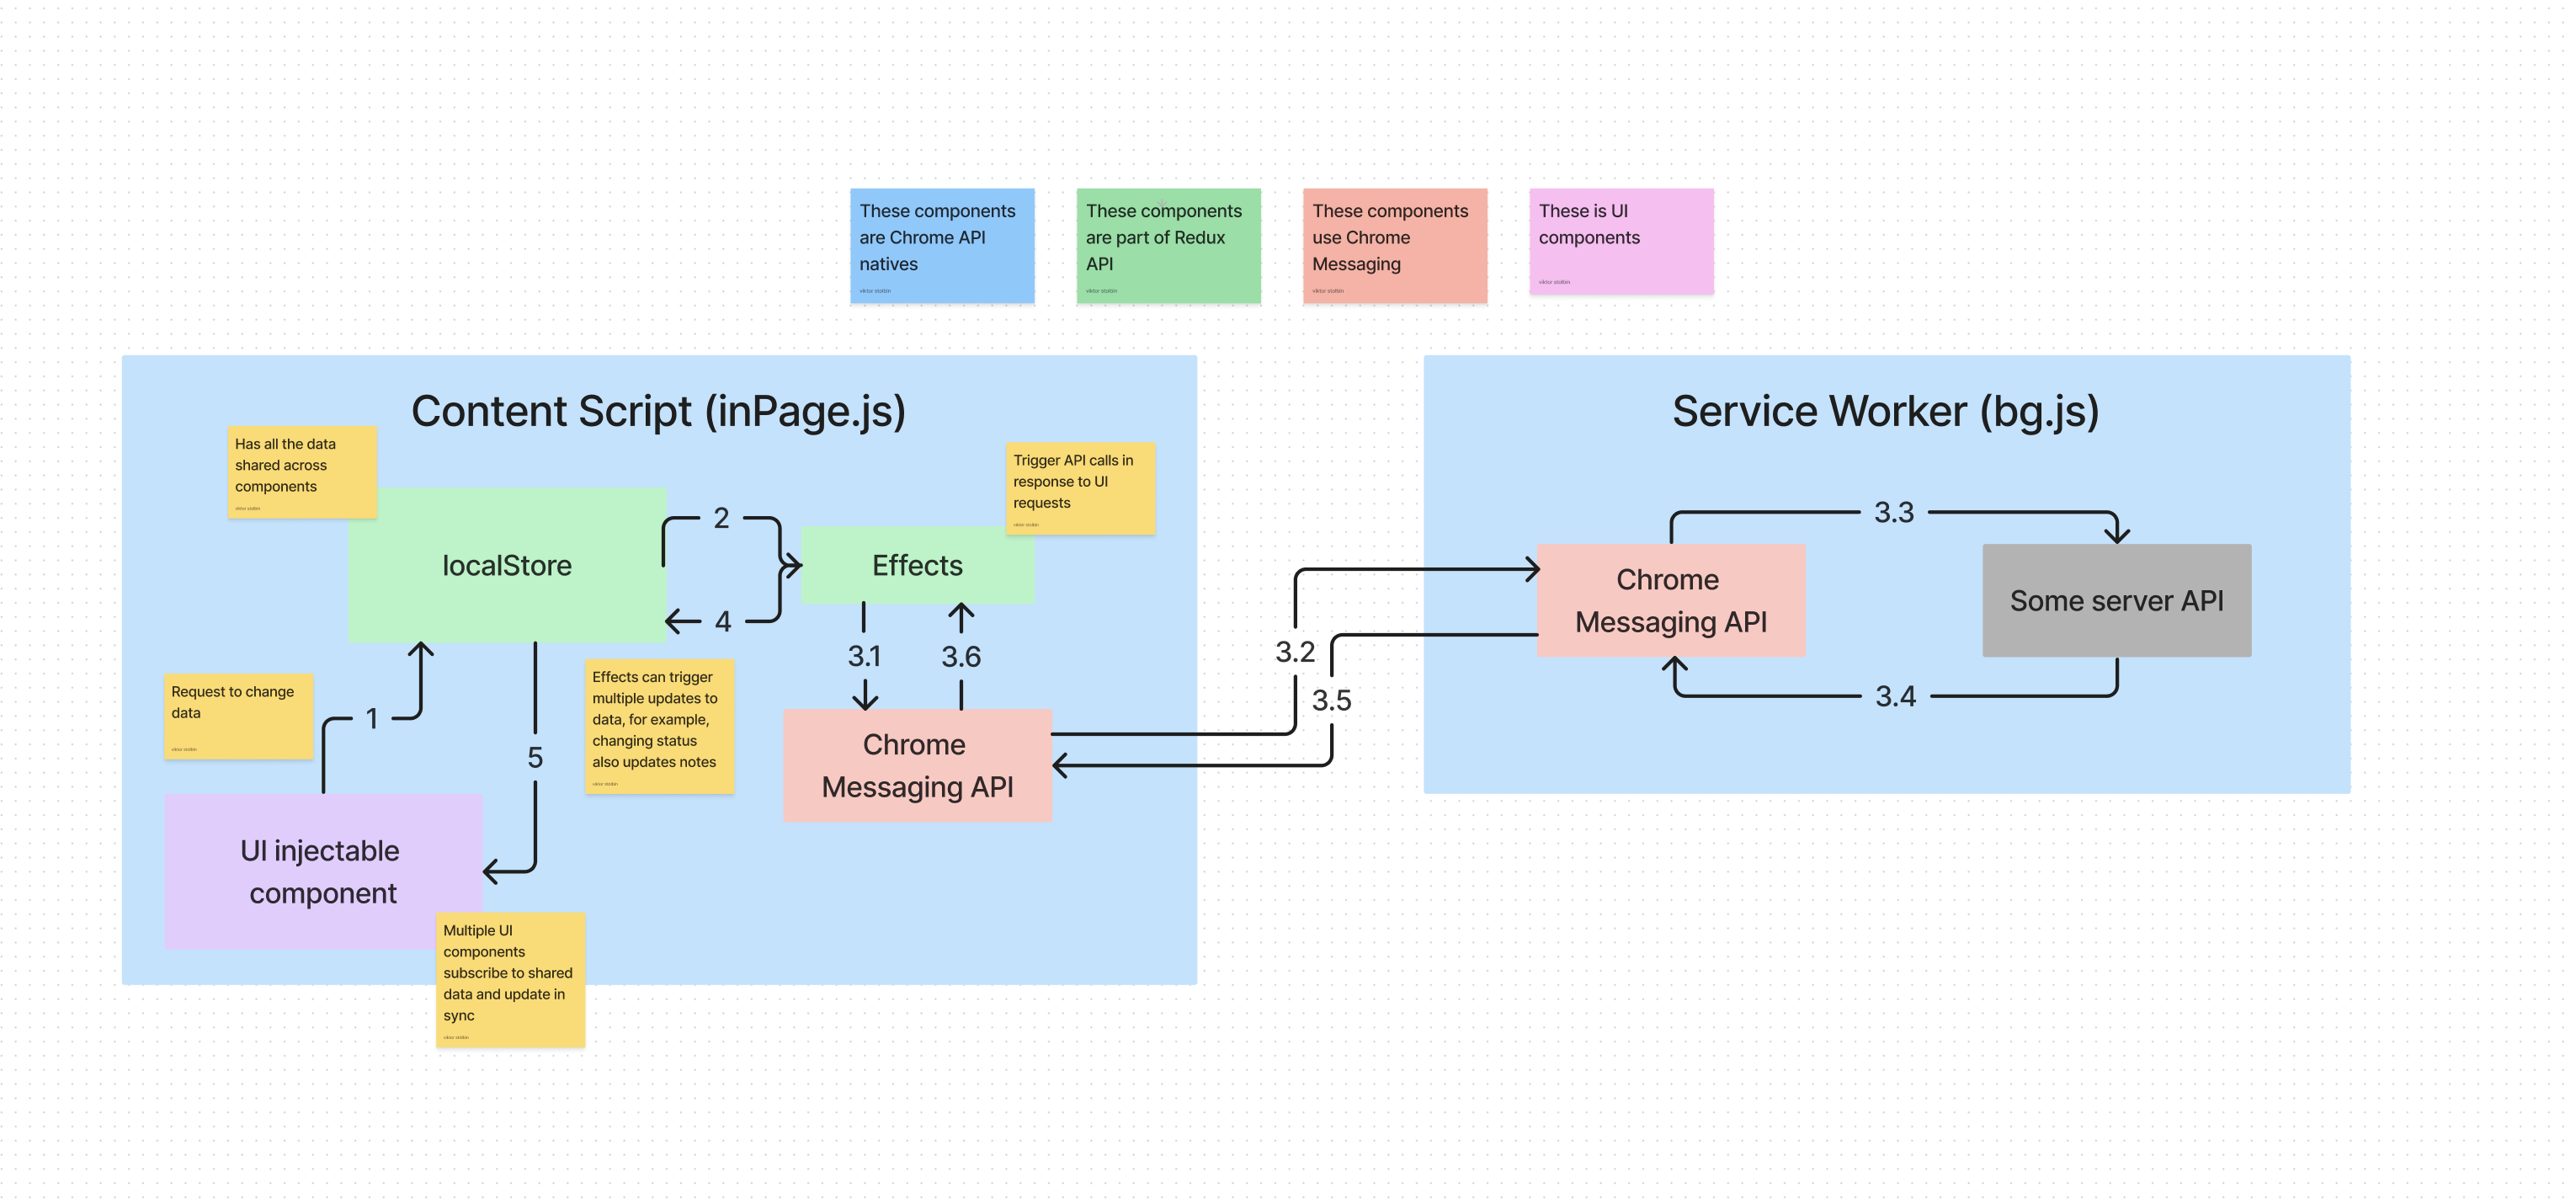 These components
are Chrome API
natives
viktor stolbin
These components
are part of Redux
API
viktor stolbin
These components
use Chrome
Messaging
viktor stolbin
These is UI
components
viktor stolbin
Content Script (inPage.js)
Has all the data
shared across
components
viktor stolbin
Trigger API calls in
response to UI
requests
viktor stolbin
localStore
2
4
Effects
3.1
3.6
Request to change
data
viktor stolbin
1
5
Effects can trigger
multiple updates to
data, for example,
changing status
also updates notes
viktor stolbin
Chrome
Messaging API
UI injectable
component
Multiple UI
components
subscribe to shared
data and update in
sync
viktor stolbin
3.2
3.5
Service Worker (bg.js)
3.3
Chrome
Messaging API
Some server API
3.4